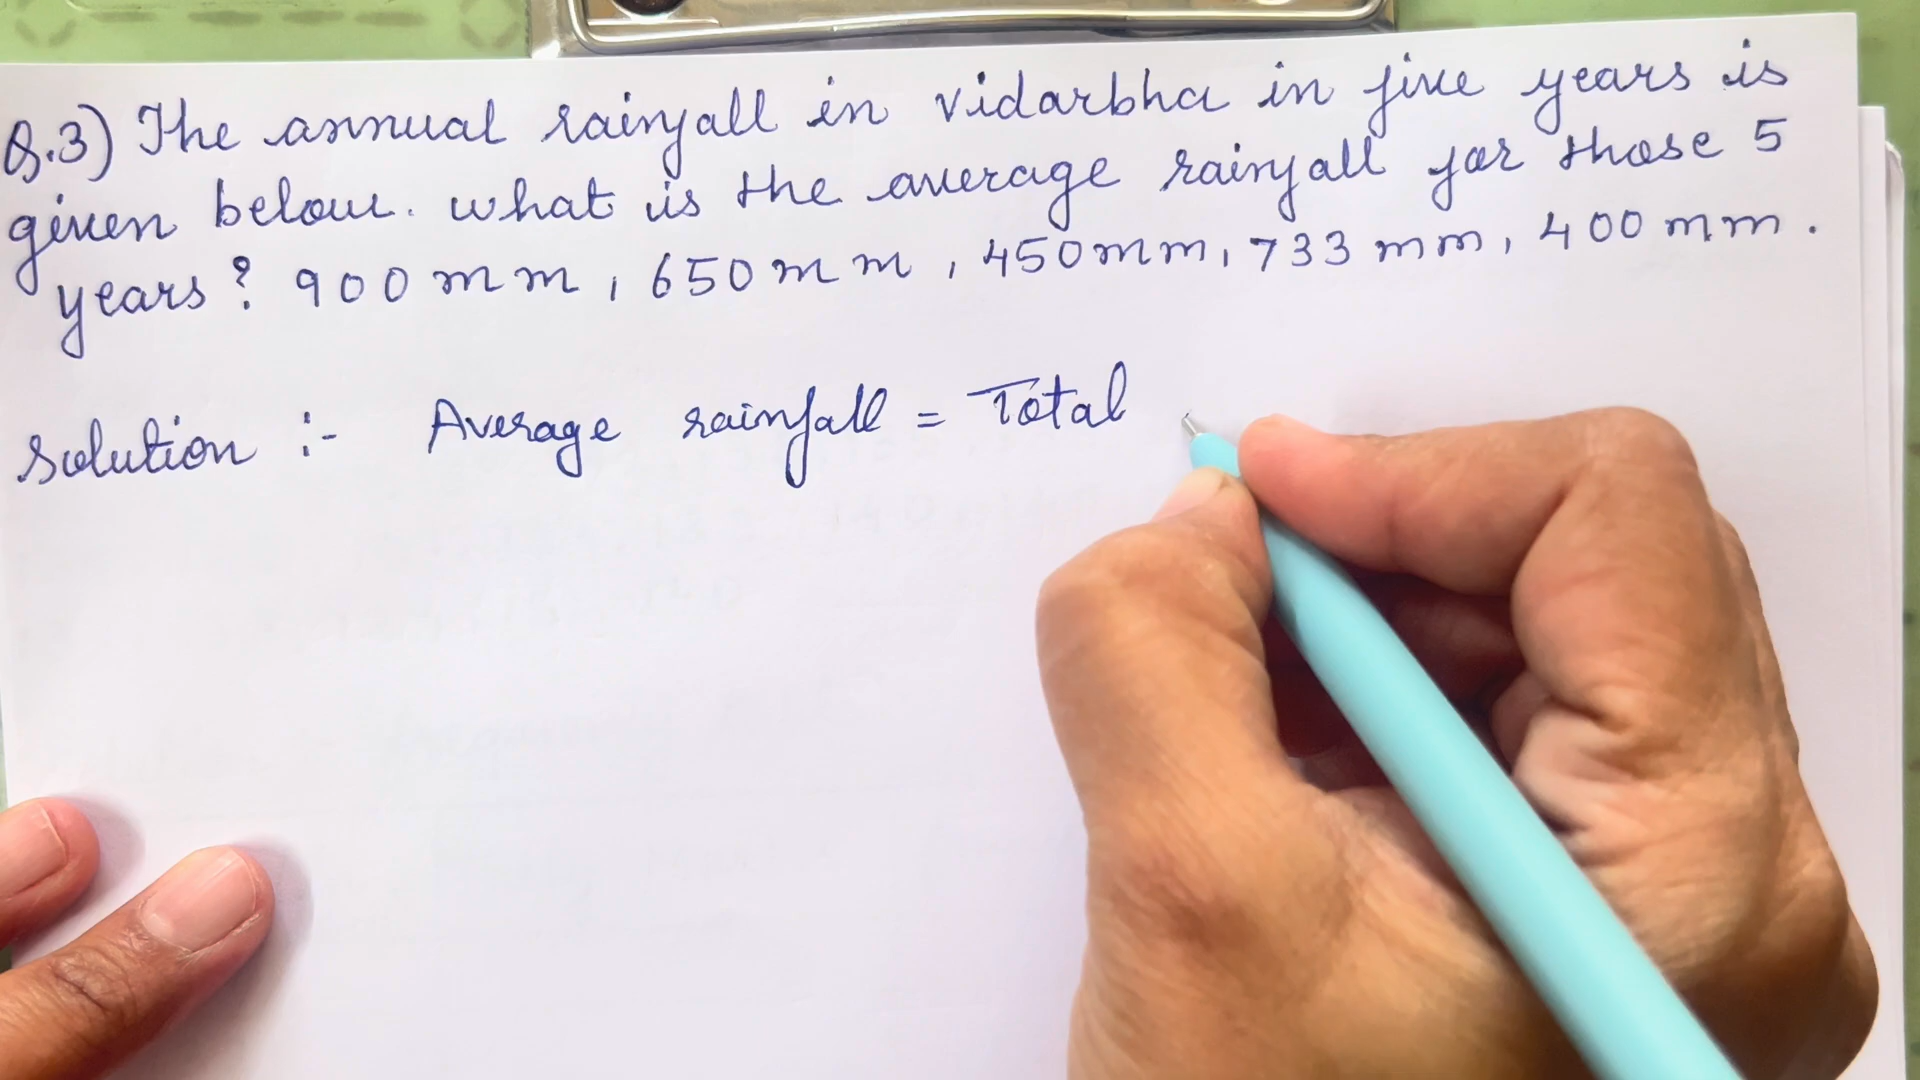 Q.3) The annual rainfall in vidarbha in five years is
given below. what is the average rainfall for those 5
years ? 900 mm , 650 mm , 450 mm , 733 mm , 400 mm .
Solution :- Average rainfall = Total